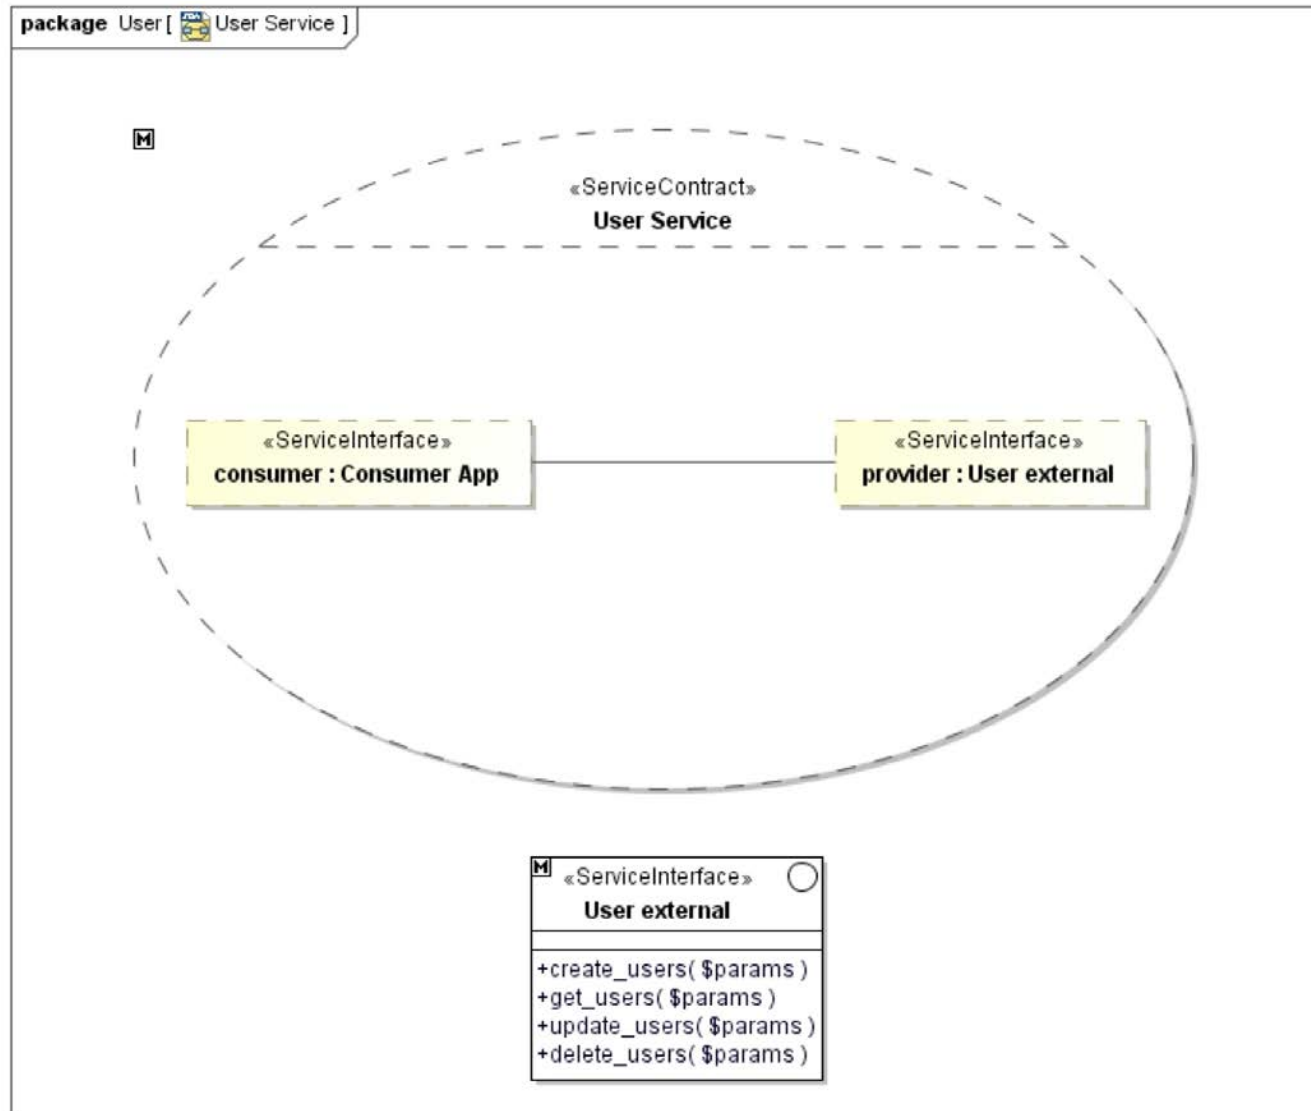 package User [ User Service ]
M
«ServiceContract»
User Service
«ServiceInterface»
consumer : Consumer App
«ServiceInterface»
provider : User external
M
«ServiceInterface»
User external
+create_users( $params )
+get_users( $params )
+update_users( $params )
+delete_users( $params )